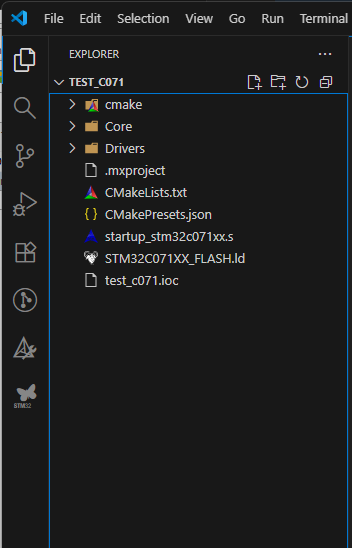 File Edit Selection View Go Run Terminal
EXPLORER
TEST_C071
cmake
Core
Drivers
.mxproject
CMakeLists.txt
{ } CMakePresets.json
startup_stm32c071xx.s
STM32C071XX_FLASH.ld
test_c071.ioc
STM32